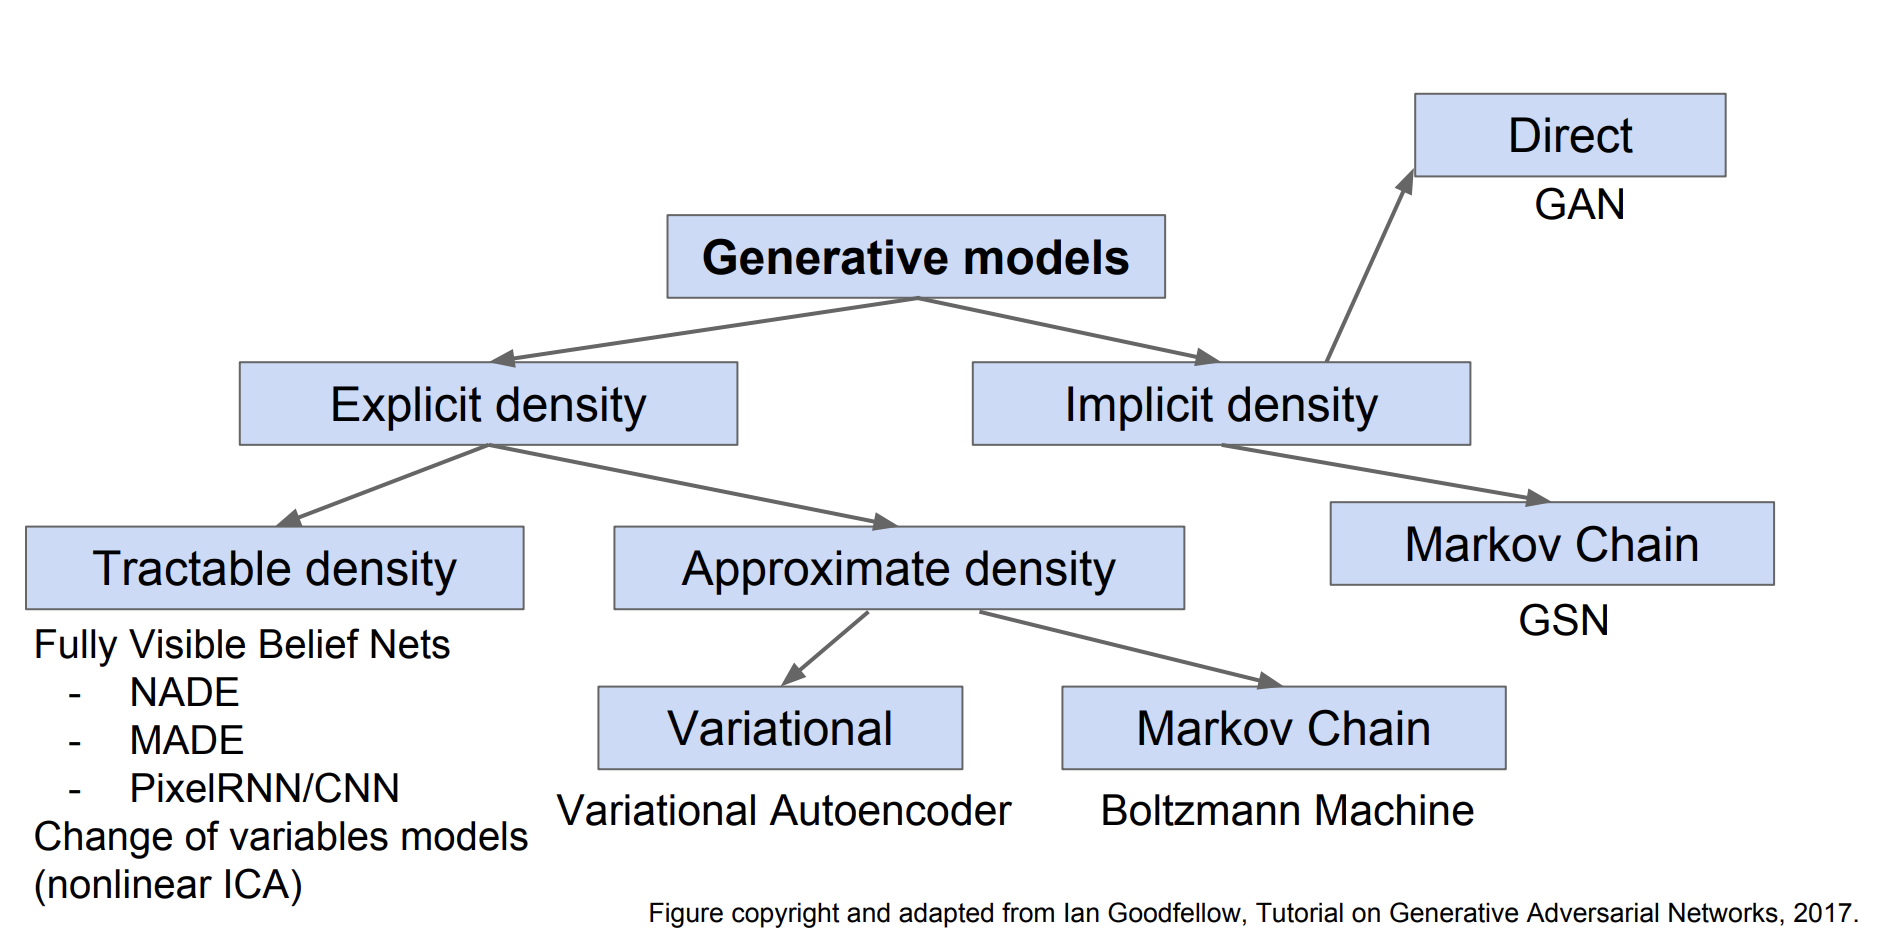 Direct
GAN
Generative models
Explicit density
Implicit density
Tractable density
Approximate density
Markov Chain
GSN
Fully Visible Belief Nets
- NADE
- MADE
- PixelRNN/CNN
Change of variables models
(nonlinear ICA)
Variational
Variational Autoencoder
Markov Chain
Boltzmann Machine
Figure copyright and adapted from Ian Goodfellow, Tutorial on Generative Adversarial Networks, 2017.